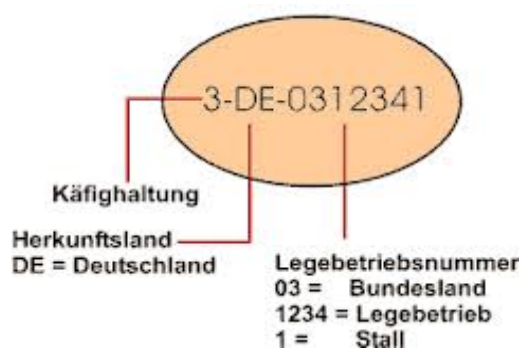 3-DE-0312341
Käfighaltung
Herkunftsland
DE = Deutschland
Legebetriebsnummer
03 = Bundesland
1234 = Legebetrieb
1 = Stall